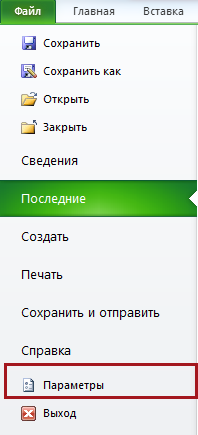 Файл Главная Вставка
Сохранить
Сохранить как
Открыть
Закрыть
Сведения
Последние
Создать
Печать
Сохранить и отправить
Справка
Параметры
Выход